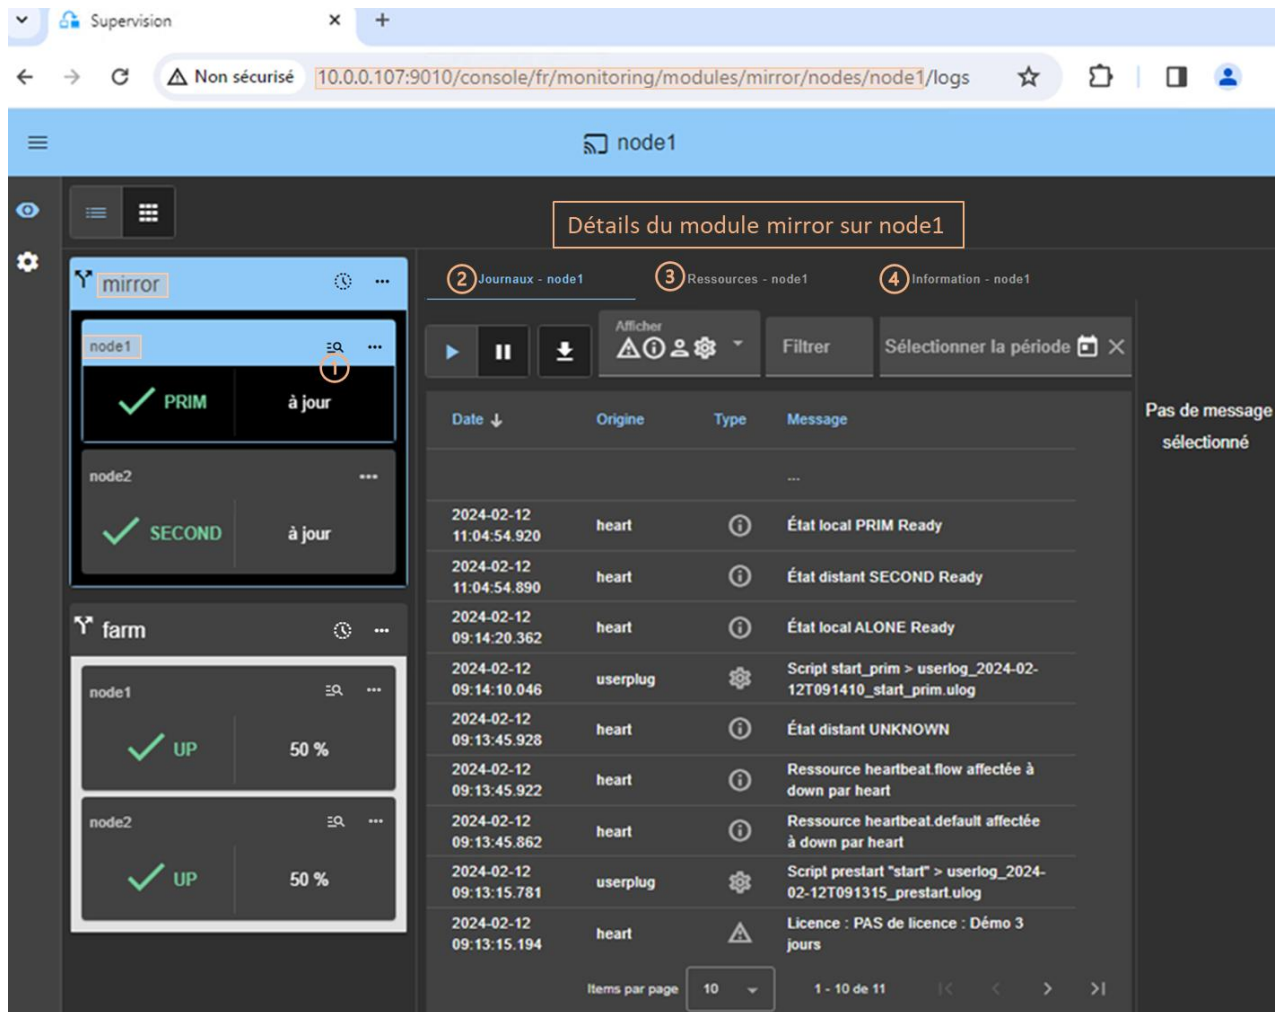 Supervision
Non sécurisé 10.0.0.107:9010/console/fr/monitoring/modules/mirror/nodes/node1/logs
node1
Détails du module mirror sur node1
mirror
node1
1
PRIM
à jour
node2
SECOND
à jour
farm
node1
UP
50 %
node2
UP
50 %
2 Journaux - node1
3 Ressources - node1
4 Information - node1
Afficher
Filtrer
Sélectionner la période
Date Origine Type Message
...
2024-02-12
11:04:54.920
heart
État local PRIM Ready
2024-02-12
11:04:54.890
heart
État distant SECOND Ready
2024-02-12
09:14:20.362
heart
État local ALONE Ready
2024-02-12
09:14:10.046
userplug
Script start_prim > userlog_2024-02-
12T091410_start_prim.ulog
2024-02-12
09:13:45.928
heart
État distant UNKNOWN
2024-02-12
09:13:45.922
heart
Ressource heartbeat.flow affectée à
down par heart
2024-02-12
09:13:45.862
heart
Ressource heartbeat.default affectée
à down par heart
2024-02-12
09:13:15.781
userplug
Script prestart "start" > userlog_2024-
02-12T091315_prestart.ulog
2024-02-12
09:13:15.194
heart
Licence : PAS de licence : Démo 3
jours
Items par page 10 1 - 10 de 11
Pas de message
sélectionné